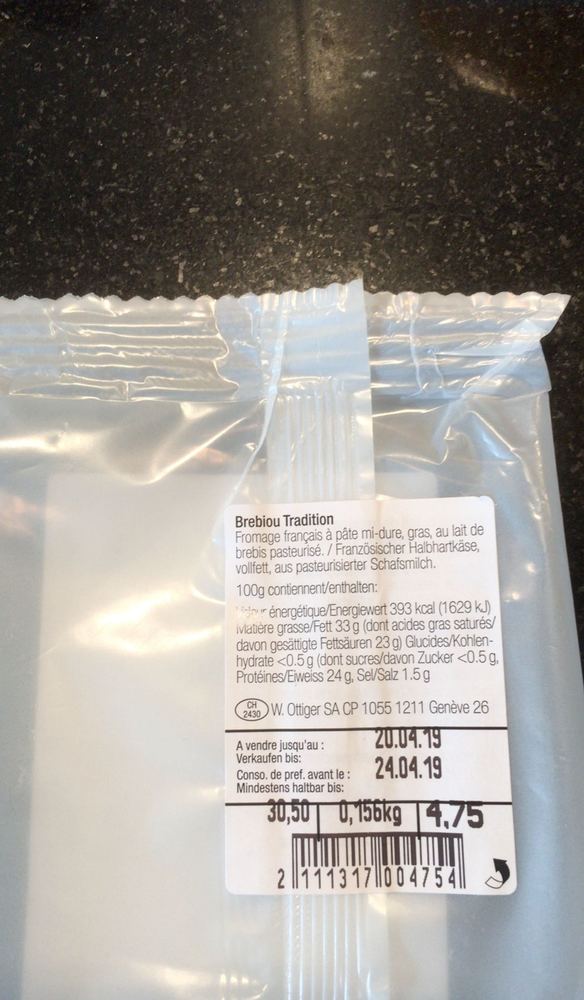 Brebiou Tradition
Fromage français à pâte mi-dure, gras, au lait de
brebis pasteurisé. / Französischer Halbhartkäse,
vollfett, aus pasteurisierter Schafsmilch.
100g contiennent/enthalten:
énergétique/Energiewert 393 kcal (1629 kJ)
Matière grasse/Fett 33 g (dont acides gras saturés/
davon gesättigte Fettsäuren 23 g) Glucides/Kohlen-
hydrate <0.5 g (dont sucres/davon Zucker <0.5 g,
Protéines/Eiweiss 24 g, Sel/Salz 1.5 g
CH
2430
W. Ottiger SA CP 1055 1211 Genève 26
A vendre jusqu'au : 20.04.19
Verkaufen bis:
Conso. de pref. avant le : 24.04.19
Mindestens haltbar bis:
30,50 0,156kg 4,75
2 111317 004754